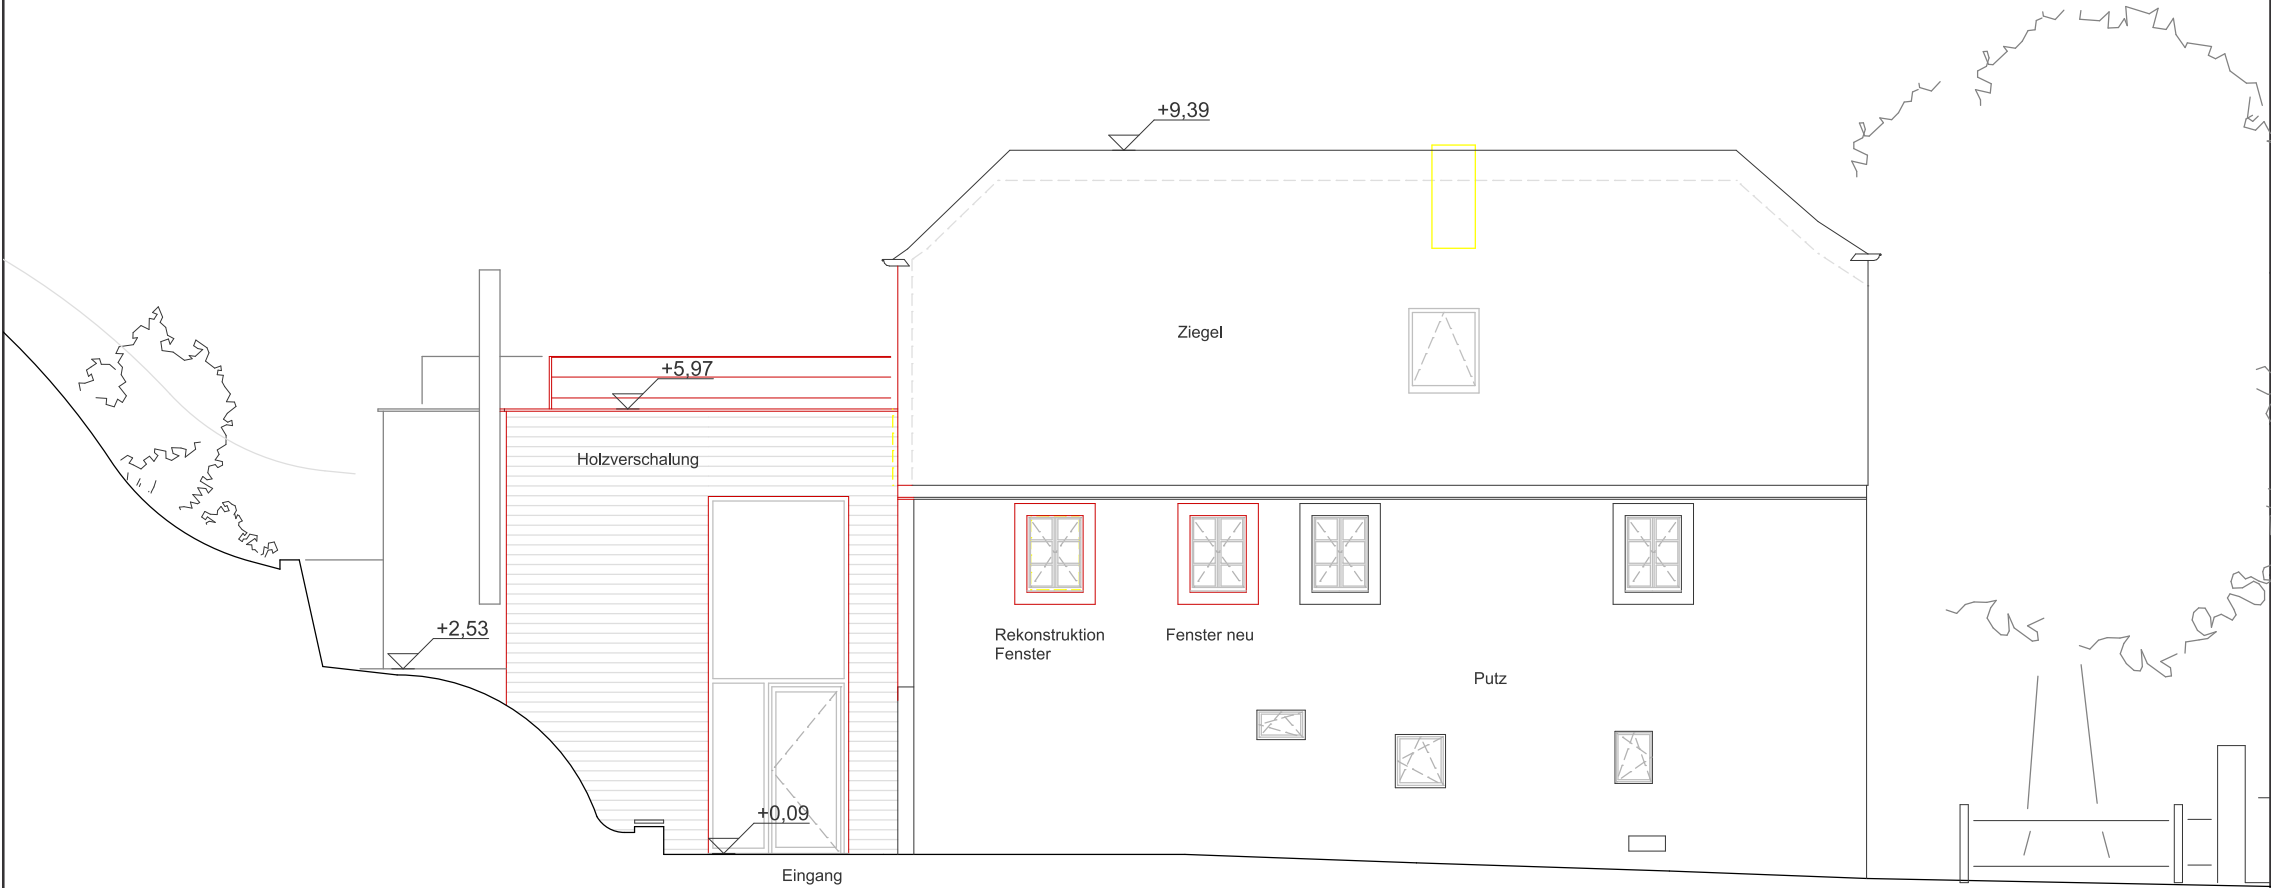 +9,39
Ziegel
+5,97
Holzverschalung
+2,53
Rekonstruktion
Fenster
Fenster neu
Putz
+0,09
Eingang